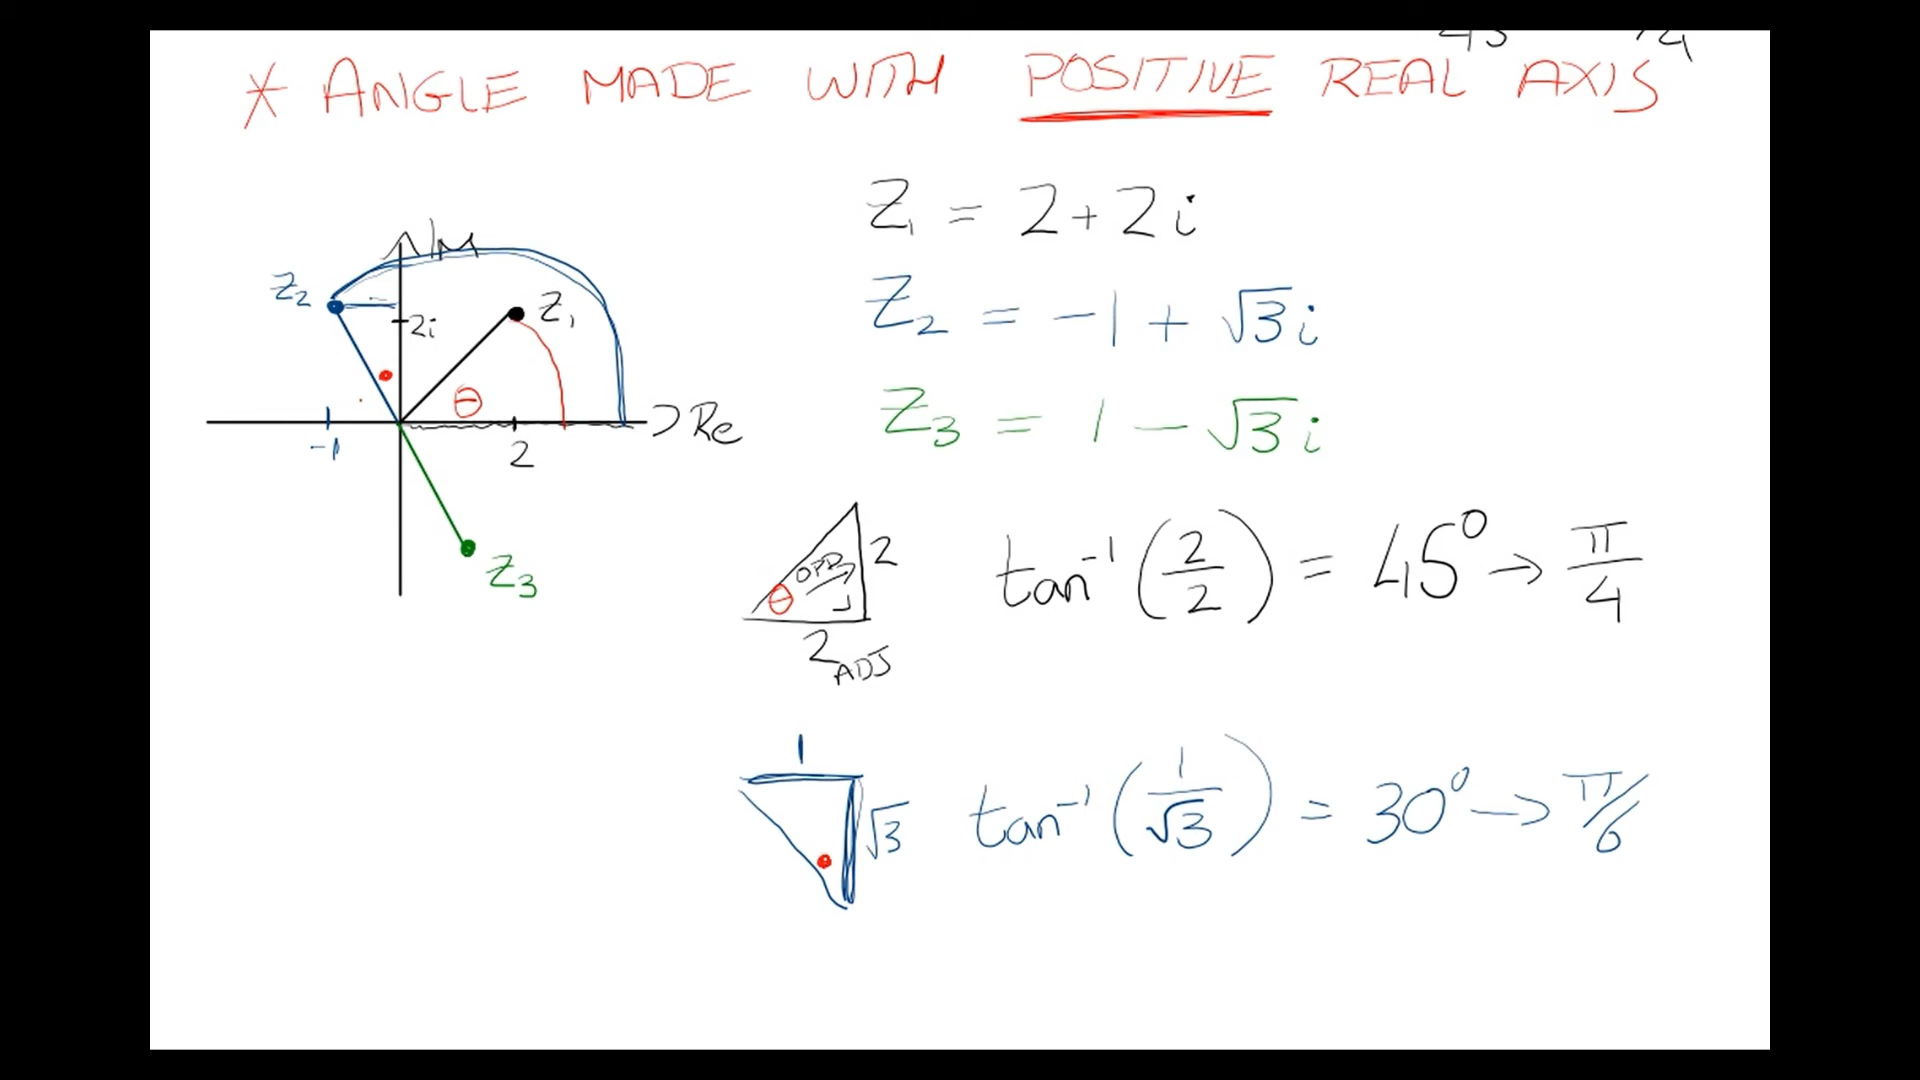 * ANGLE MADE WITH POSITIVE REAL AXIS
Z₁ = 2 + 2i
Z₂ = -1 + √3 i
Z₃ = 1 - √3 i
Im
Z₂
Z₁
2i
θ
Re
-1
2
Z₃
OPP
2
θ
2 ADJ
tan⁻¹ (2/2) = 45° → π/4
1
√3
tan⁻¹ (1/√3) = 30° → π/6